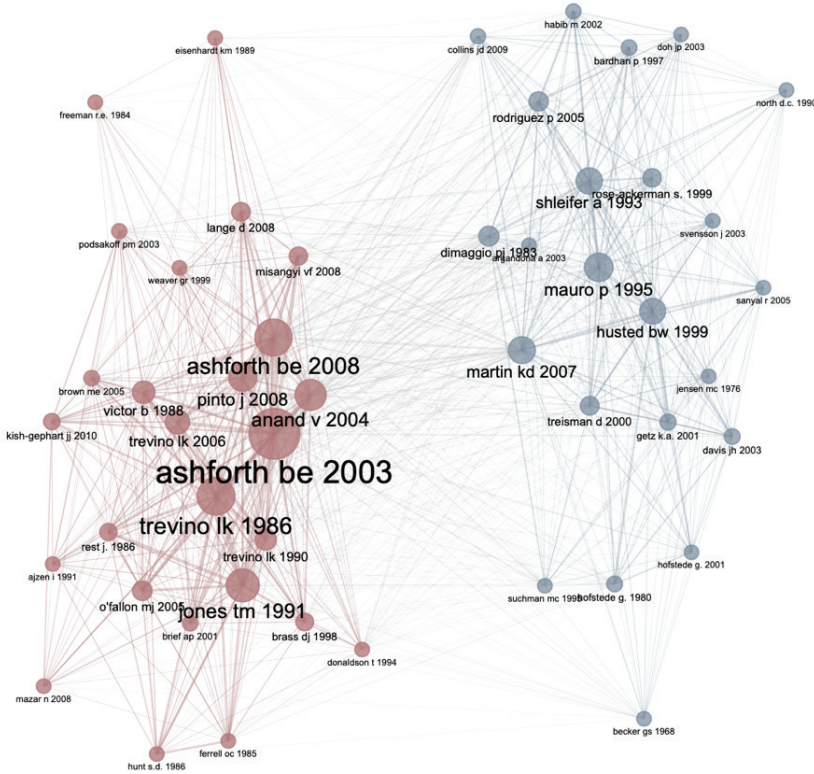 habib m 2002
doh jp 2003
collins jd 2009
eisenhardt km 1989
bardhan p 1997
north d.c. 1990
freeman r.e. 1984
rodriguez p 2005
rose-ackerman s. 1999
shleifer a 1993
lange d 2008
svensson j 2003
podsakoff pm 2003
dimaggio pj 1983
argandona a 2003
misangyi vf 2008
weaver gr 1999
mauro p 1995
sanyal r 2005
husted bw 1999
ashforth be 2008
martin kd 2007
brown me 2005
jensen mc 1976
pinto j 2008
victor b 1988
anand v 2004
treisman d 2000
kish-gephart jj 2010
trevino lk 2006
getz k.a. 2001
davis jh 2003
ashforth be 2003
trevino lk 1986
rest j. 1986
trevino lk 1990
hofstede g. 2001
ajzen i 1991
suchman mc 1995
hofstede g. 1980
o'fallon mj 2005
jones tm 1991
brief ap 2001
brass dj 1998
donaldson t 1994
mazar n 2008
becker gs 1968
ferrell oc 1985
hunt s.d. 1986